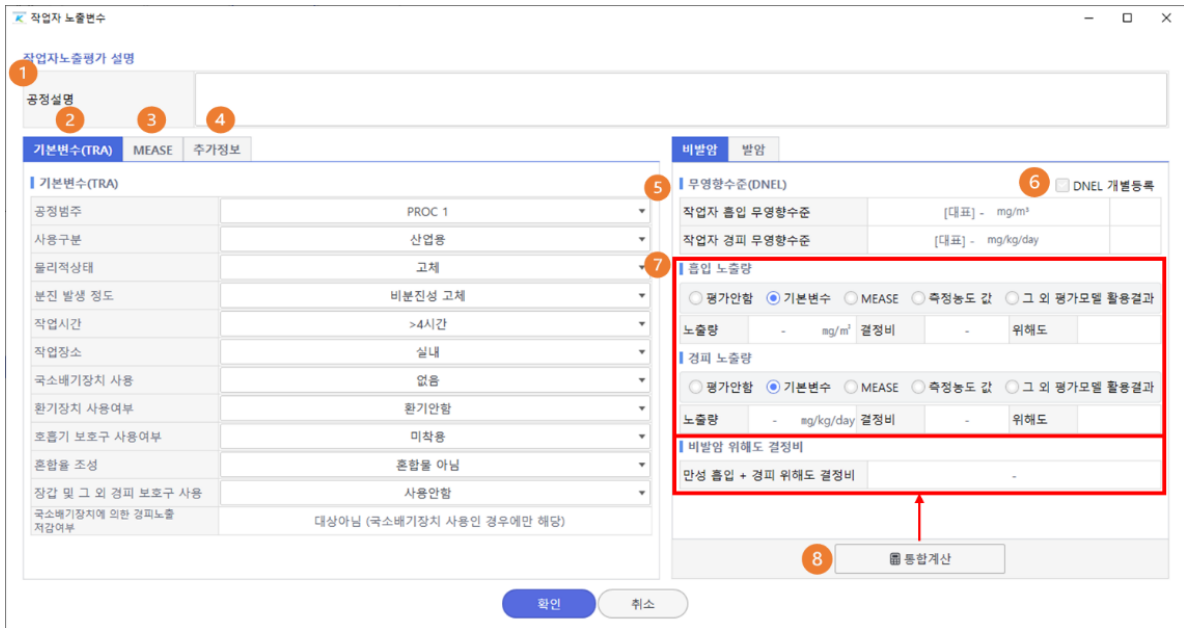 작업자 노출변수
작업자노출평가 설명
1
공정설명
2 3 4
기본변수(TRA) MEASE 추가정보
기본변수(TRA)
공정범주 PROC 1
사용구분 산업용
물리적상태 고체
분진 발생 정도 비분진성 고체
작업시간 >4시간
작업장소 실내
국소배기장치 사용 없음
환기장치 사용여부 환기안함
호흡기 보호구 사용여부 미착용
혼합율 조성 혼합물 아님
장갑 및 그 외 경피 보호구 사용 사용안함
국소배기장치에 의한 경피노출
저감여부
대상아님 (국소배기장치 사용인 경우에만 해당)
비발암 발암
5 무영향수준(DNEL) 6 DNEL 개별등록
작업자 흡입 무영향수준 [대표] - mg/m³
작업자 경피 무영향수준 [대표] - mg/kg/day
7 흡입 노출량
평가안함 기본변수 MEASE 측정농도 값 그 외 평가모델 활용결과
노출량 - mg/m³ 결정비 - 위해도
경피 노출량
평가안함 기본변수 MEASE 측정농도 값 그 외 평가모델 활용결과
노출량 - mg/kg/day 결정비 - 위해도
비발암 위해도 결정비
만성 흡입 + 경피 위해도 결정비 -
8 통합계산
확인 취소